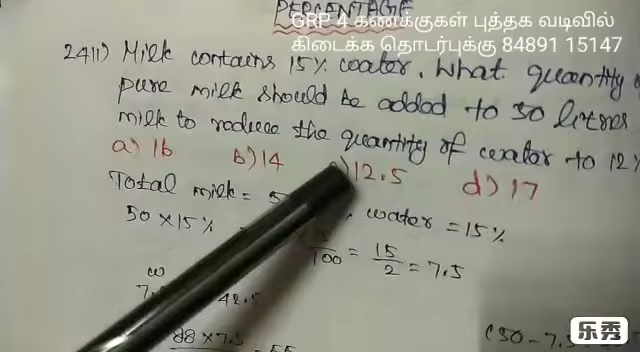 PERCENTAGE
GRP 4 கணக்குகள் புத்தக வடிவில்
கிடைக்க தொடர்புக்கு 84891 15147
2411) Milk contains 15% water. What quantity
pure milk should be added to 50 litres
milk to reduce the quantity of water to 12%
a) 16 b) 14 c) 12.5 d) 17
Total milk = 5 water = 15%
50 × 15% 100 = 15/2 = 7.5
42.5
88 × 7.5
(50 - 7.5
乐秀